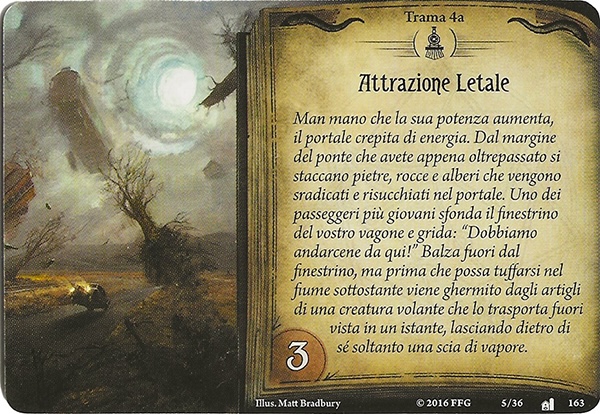 Trama 4a
Attrazione Letale
Man mano che la sua potenza aumenta,
il portale crepita di energia. Dal margine
del ponte che avete appena oltrepassato si
staccano pietre, rocce e alberi che vengono
sradicati e risucchiati nel portale. Uno dei
passeggeri più giovani sfonda il finestrino
del vostro vagone e grida: “Dobbiamo
andarcene da qui!” Balza fuori dal
finestrino, ma prima che possa tuffarsi nel
fiume sottostante viene ghermito dagli artigli
di una creatura volante che lo trasporta fuori
vista in un istante, lasciando dietro di
sé soltanto una scia di vapore.
3
Illus. Matt Bradbury
© 2016 FFG
5/36
163